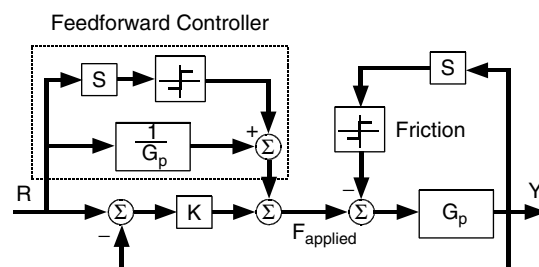 Feedforward Controller
S
S
+
Friction
1
G_p
Σ
−
R
Y
Σ
K
Σ
Σ
G_p
−
F_applied